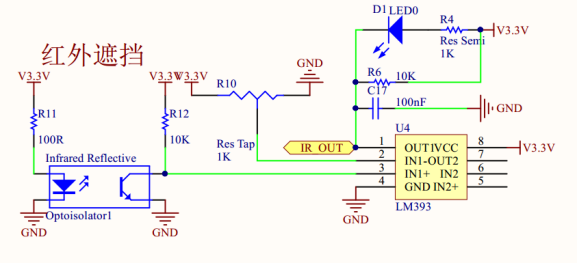 D1 LED0
R4
V3.3V
Res Semi
1K
红外遮挡
GND
V3.3V
V3.3V
V3.3V
R10
R6
10K
C17
100nF
GND
R11
R12
100R
10K
Res Tap
1K
IR_OUT
U4
1
OUT1
VCC
8
V3.3V
2
IN1-
OUT2
7
3
IN1+
IN2
6
4
GND
IN2+
5
LM393
Infrared Reflective
Optoisolator1
GND
GND
GND